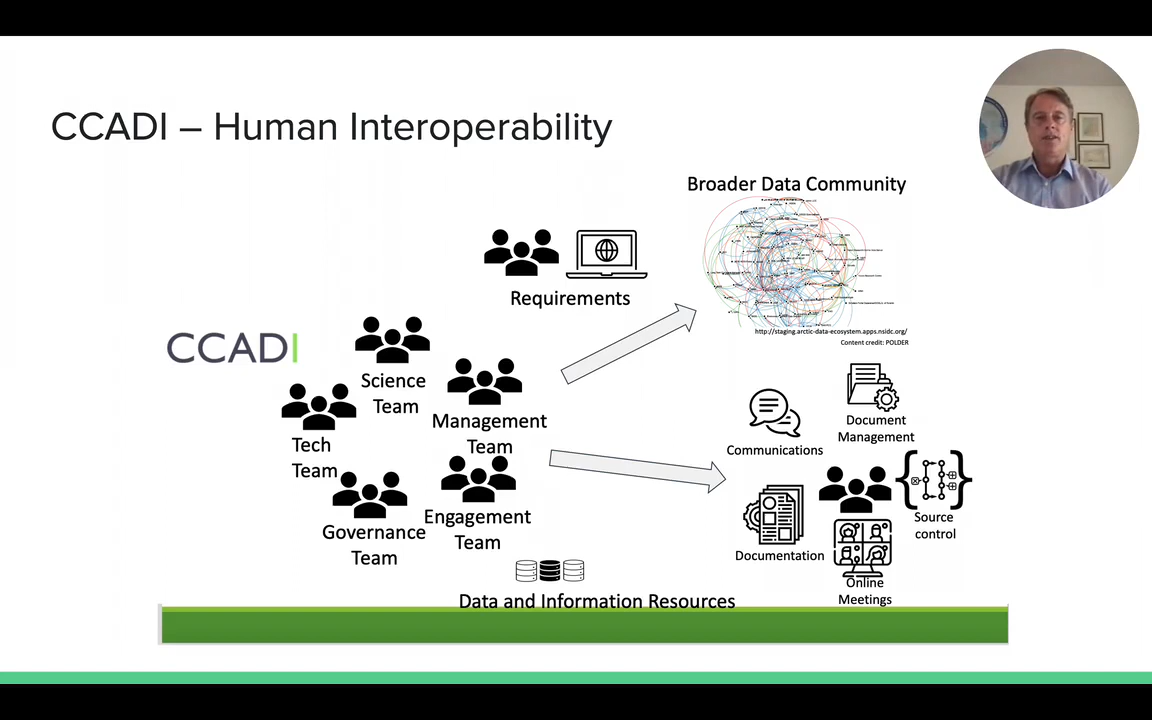 CCADI – Human Interoperability
Broader Data Community
Requirements
http://staging.arctic-data-ecosystem.apps.nsidc.org/
Content credit: POLDER
CCADI
Science
Team
Management
Team
Tech
Team
Governance
Team
Engagement
Team
Communications
Document
Management
Source
control
Documentation
Online
Meetings
Data and Information Resources